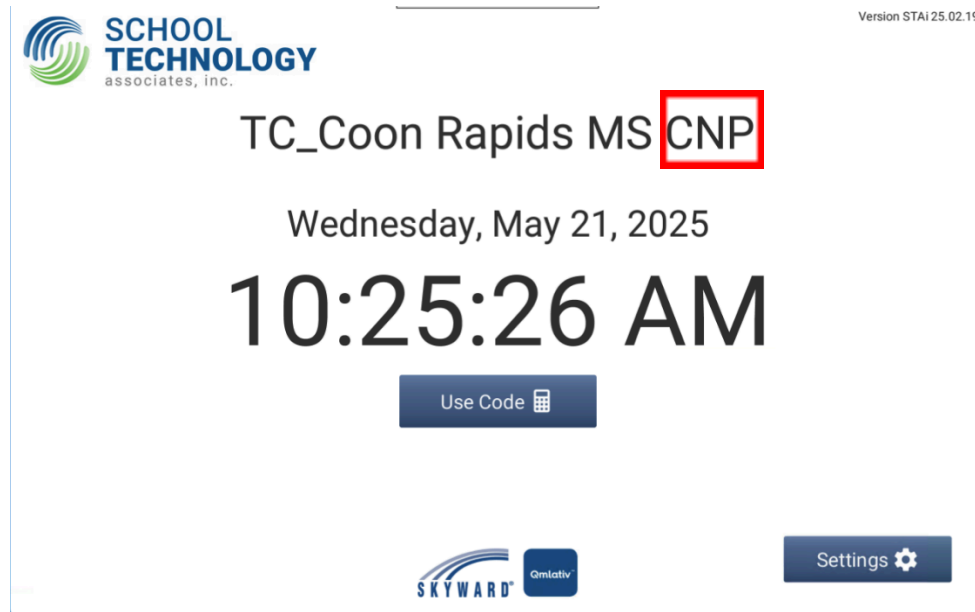 SCHOOL
TECHNOLOGY
associates, inc.
Version STAi 25.02.19
TC_Coon Rapids MS CNP
Wednesday, May 21, 2025
10:25:26 AM
Use Code
Settings
SKYWARD
Qmlativ